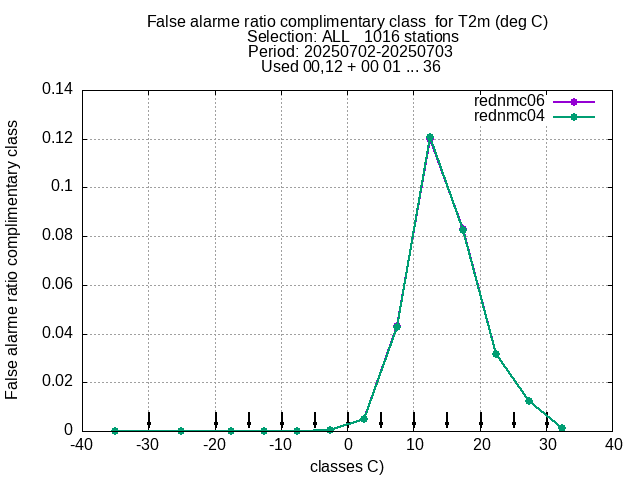 False alarme ratio complimentary class  for T2m (deg C)
Selection: ALL   1016 stations
Period: 20250702-20250703
Used 00,12 + 00 01 ... 36
rednmc06
rednmc04
False alarme ratio complimentary class
0.14
0.12
0.1
0.08
0.06
0.04
0.02
0
-40 -30 -20 -10 0 10 20 30 40
classes C)